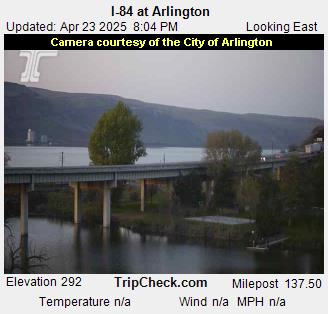 I-84 at Arlington
Updated: Apr 23 2025 8:04 PM Looking East
Camera courtesy of the City of Arlington
Elevation 292 TripCheck.com Milepost 137.50
Temperature n/a Wind n/a MPH n/a